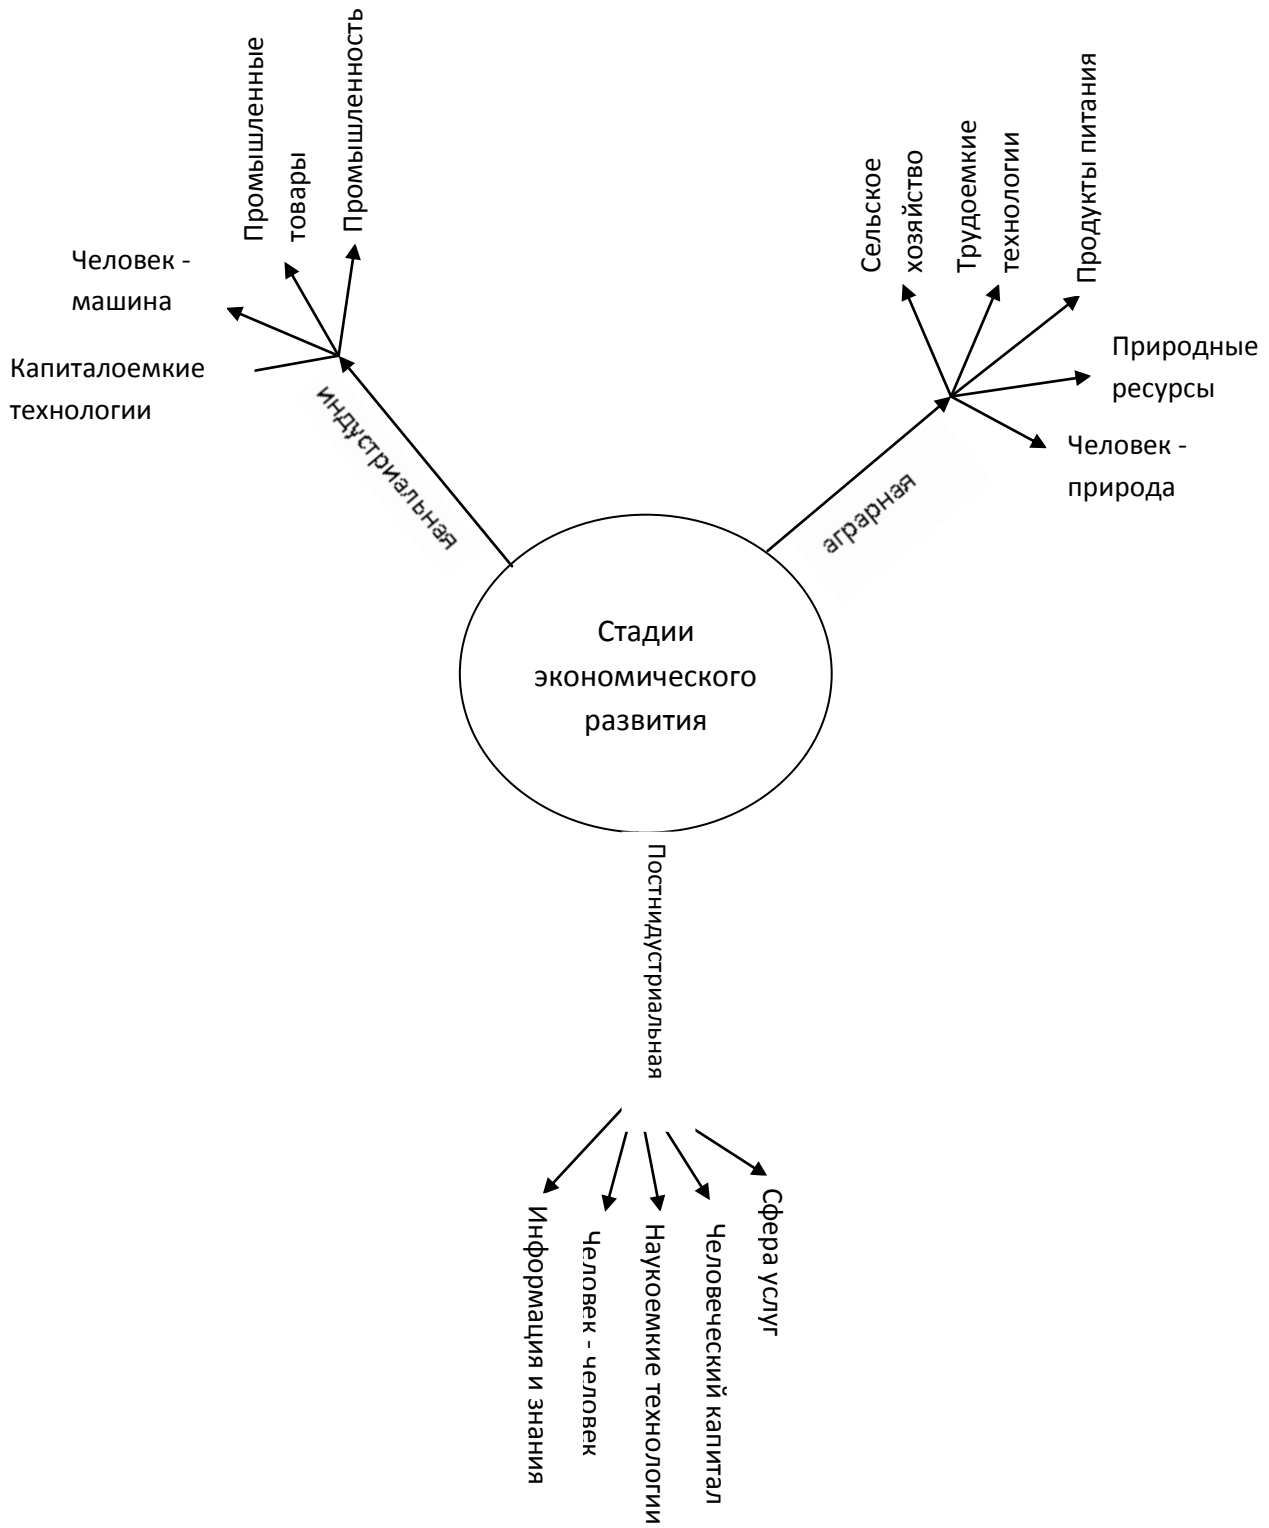 Промышленные
товары
Промышленность
Человек -
машина
Капиталоемкие
технологии
индустриальная
Сельское
хозяйство
Трудоемкие
технологии
Продукты питания
Природные
ресурсы
Человек -
природа
аграрная
Стадии
экономического
развития
Постнидустриальная
Информация и знания
Человек - человек
Наукоемкие технологии
Человеческий капитал
Сфера услуг